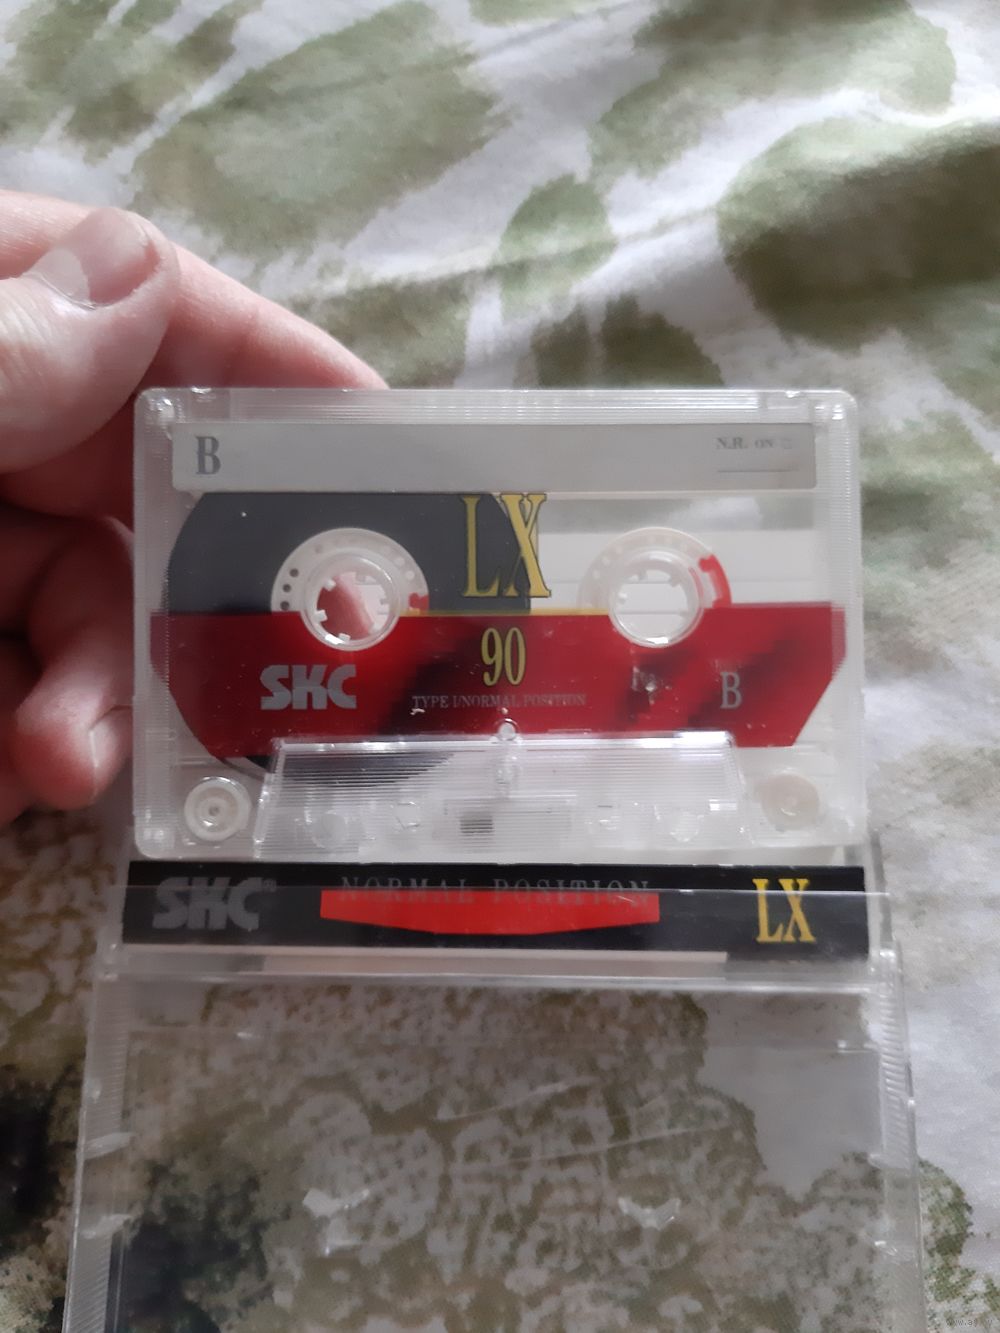 B
N.R. ON
LX
90
SKC
TYPE I/NORMAL POSITION
B
SKC
NORMAL POSITION
LX